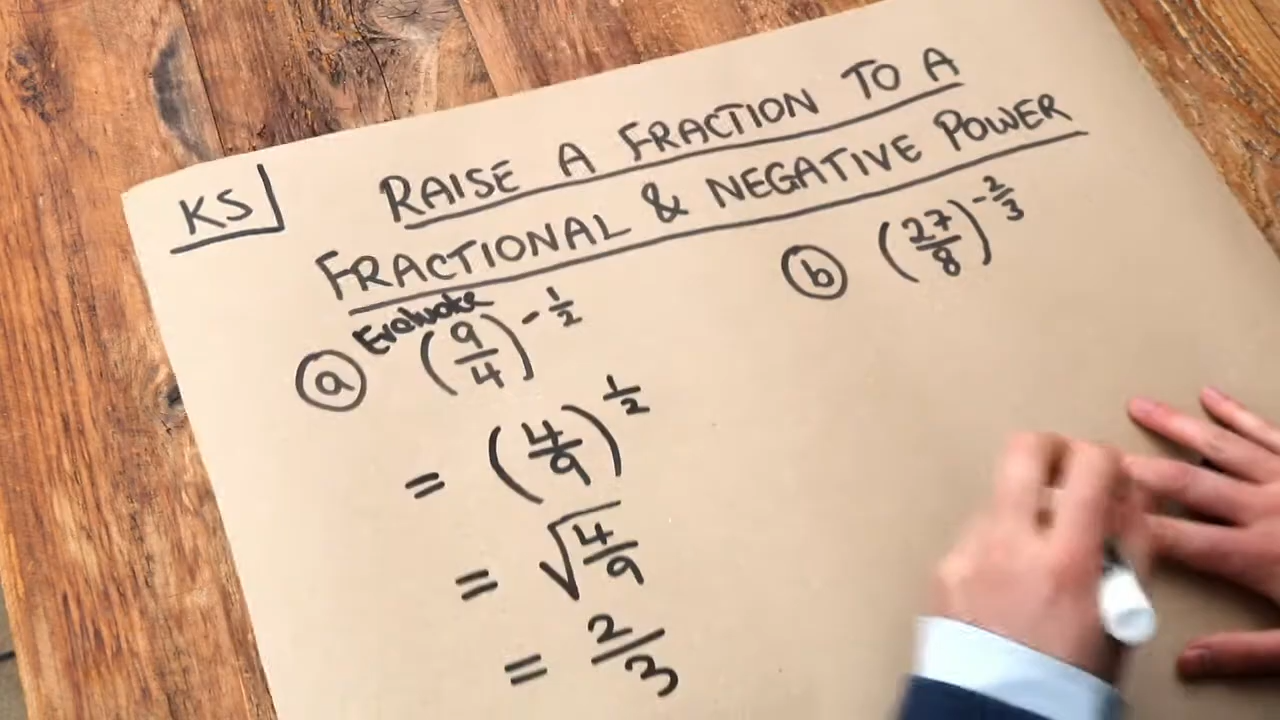 KS
RAISE A FRACTION TO A
FRACTIONAL & NEGATIVE POWER
Evaluate
(a) (9/4)^-1/2
= (4/9)^1/2
= √4/9
= 2/3
(b) (27/8)^-2/3